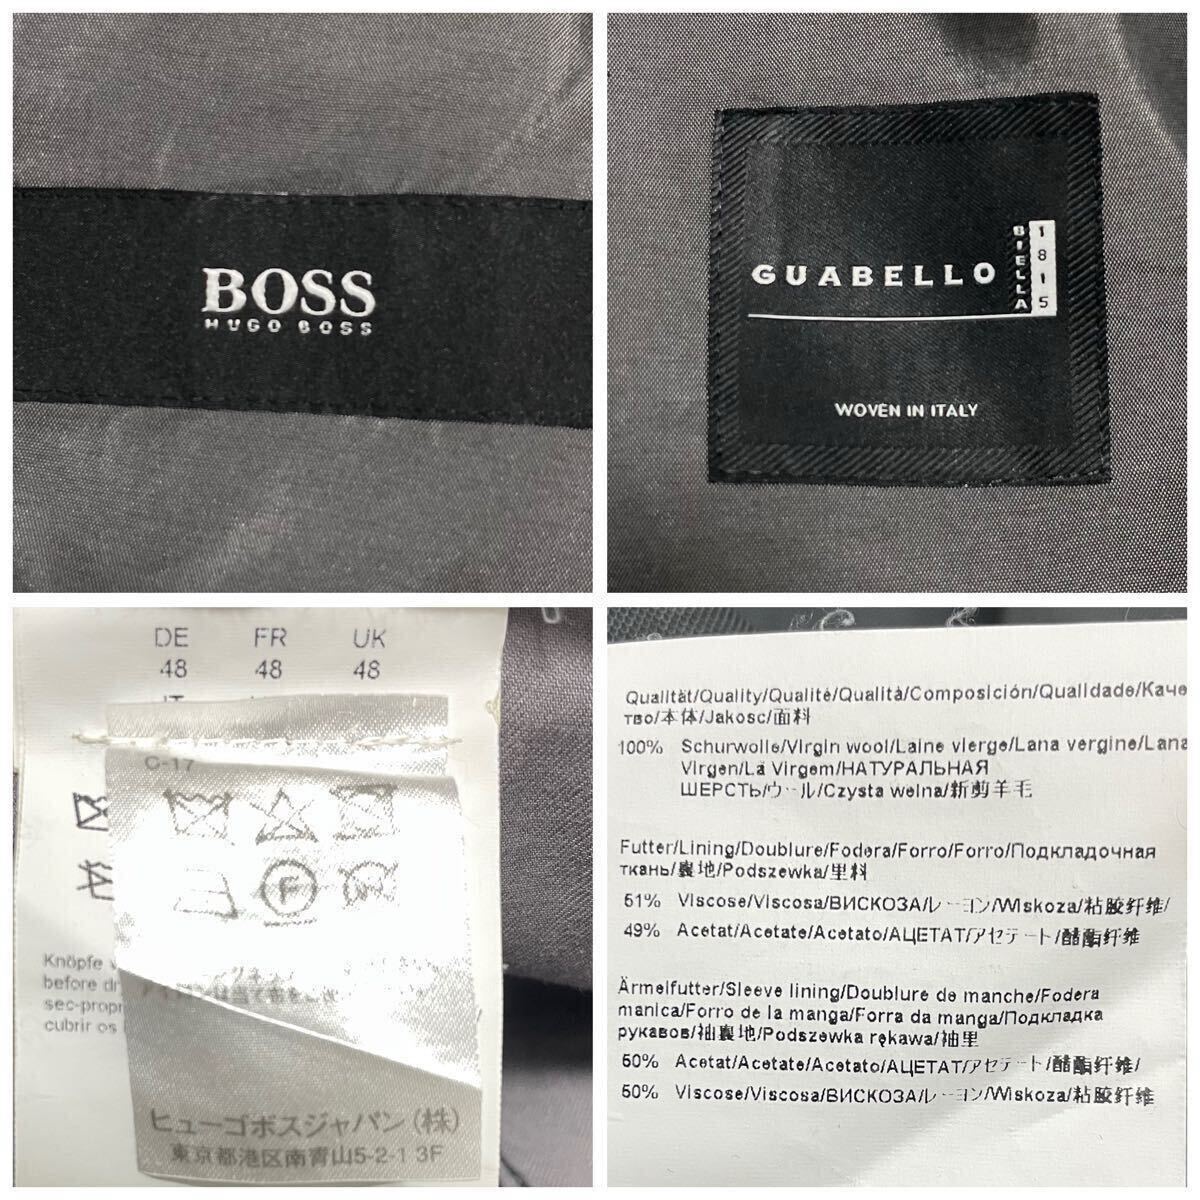 BOSS
HUGO BOSS
GUABELLO
BIELLA
1815
WOVEN IN ITALY
DE FR UK
48 48 48
C-17
F
Knöpfe
before
sec-propr
cubrir os
ヒューゴボスジャパン(株)
東京都港区南青山5-2-1 3F
Qualität/Quality/Qualité/Qualità/Composición/Qualidade/Каче
тво/本体/Jakosc/面料
100% Schurwolle/Virgin wool/Laine vierge/Lana vergine/Lana
Virgen/Lã Virgem/НАТУРАЛЬНАЯ
ШЕРСТЬ/ウール/Czysta welna/新剪羊毛
Futter/Lining/Doublure/Fodera/Forro/Forro/Подкладочная
ткань/裏地/Podszewka/里料
51% Viscose/Viscosa/ВИСКОЗА/レーヨン/Wiskoza/粘胶纤维/
49% Acetat/Acetate/Acetato/АЦЕТАТ/アセテート/醋酯纤维
Ärmelfutter/Sleeve lining/Doublure de manche/Fodera
manica/Forro de la manga/Forra da manga/Подкладка
рукавов/袖裏地/Podszewka rękawa/袖里
50% Acetat/Acetate/Acetato/АЦЕТАТ/アセテート/醋酯纤维/
50% Viscose/Viscosa/ВИСКОЗА/レーヨン/Wiskoza/粘胶纤维